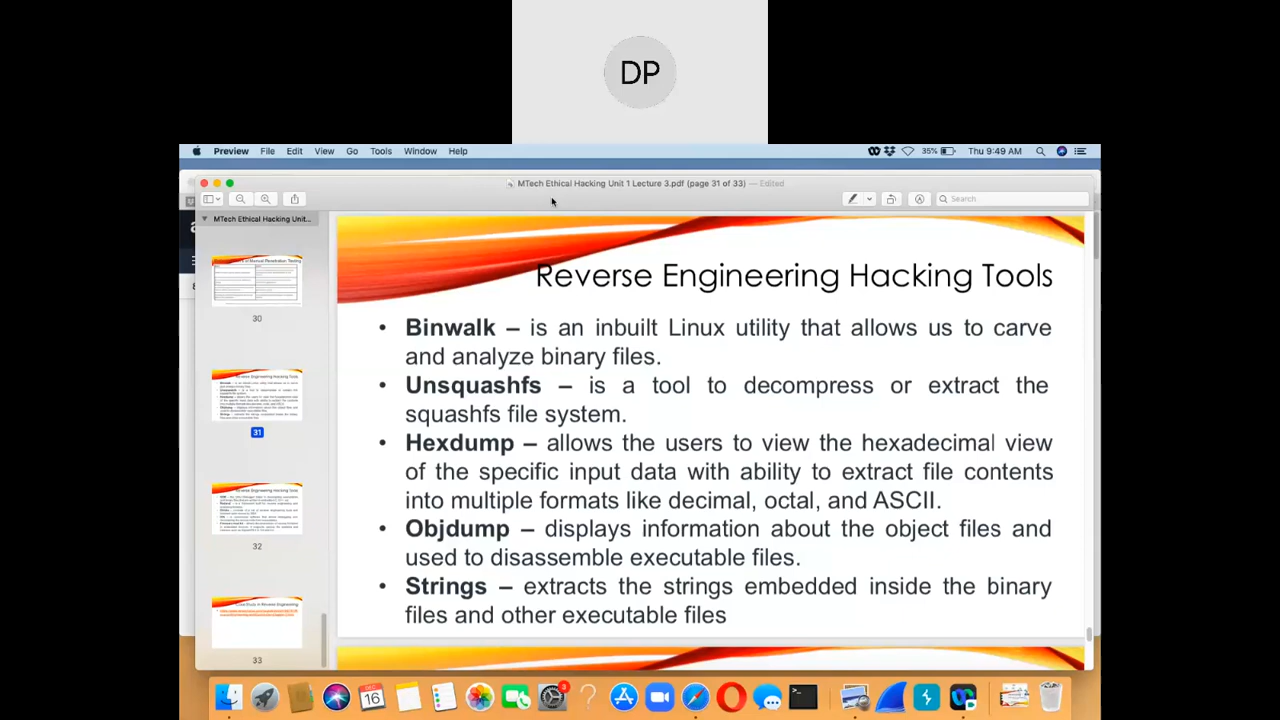 DP
Preview File Edit View Go Tools Window Help 35% Thu 9:49 AM
MTech Ethical Hacking Unit 1 Lecture 3.pdf (page 31 of 33) — Edited
Search
MTech Ethical Hacking Unit...
30
31
32
33
Reverse Engineering Hacking Tools
• Binwalk – is an inbuilt Linux utility that allows us to carve
and analyze binary files.
• Unsquashfs – is a tool to decompress or extract the
squashfs file system.
• Hexdump – allows the users to view the hexadecimal view
of the specific input data with ability to extract file contents
into multiple formats like decimal, octal, and ASCII.
• Objdump – displays information about the object files and
used to disassemble executable files.
• Strings – extracts the strings embedded inside the binary
files and other executable files
DEC
16
3